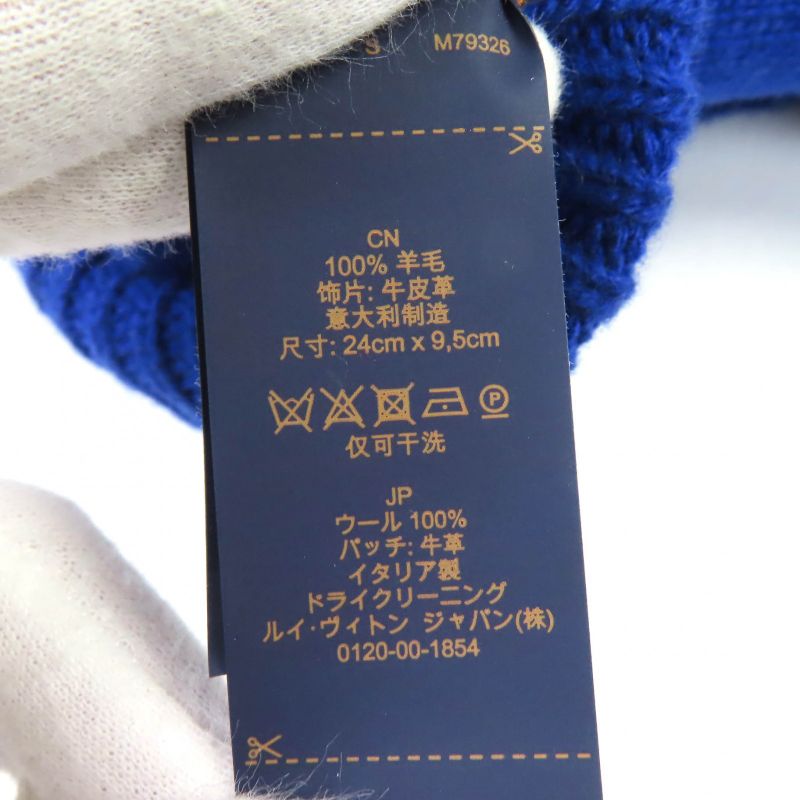 S M79326
CN
100% 羊毛
饰片: 牛皮革
意大利制造
尺寸: 24cm x 9,5cm
P
仅可干洗
JP
ウール 100%
パッチ: 牛革
イタリア製
ドライクリーニング
ルイ·ヴィトン ジャパン(株)
0120-00-1854